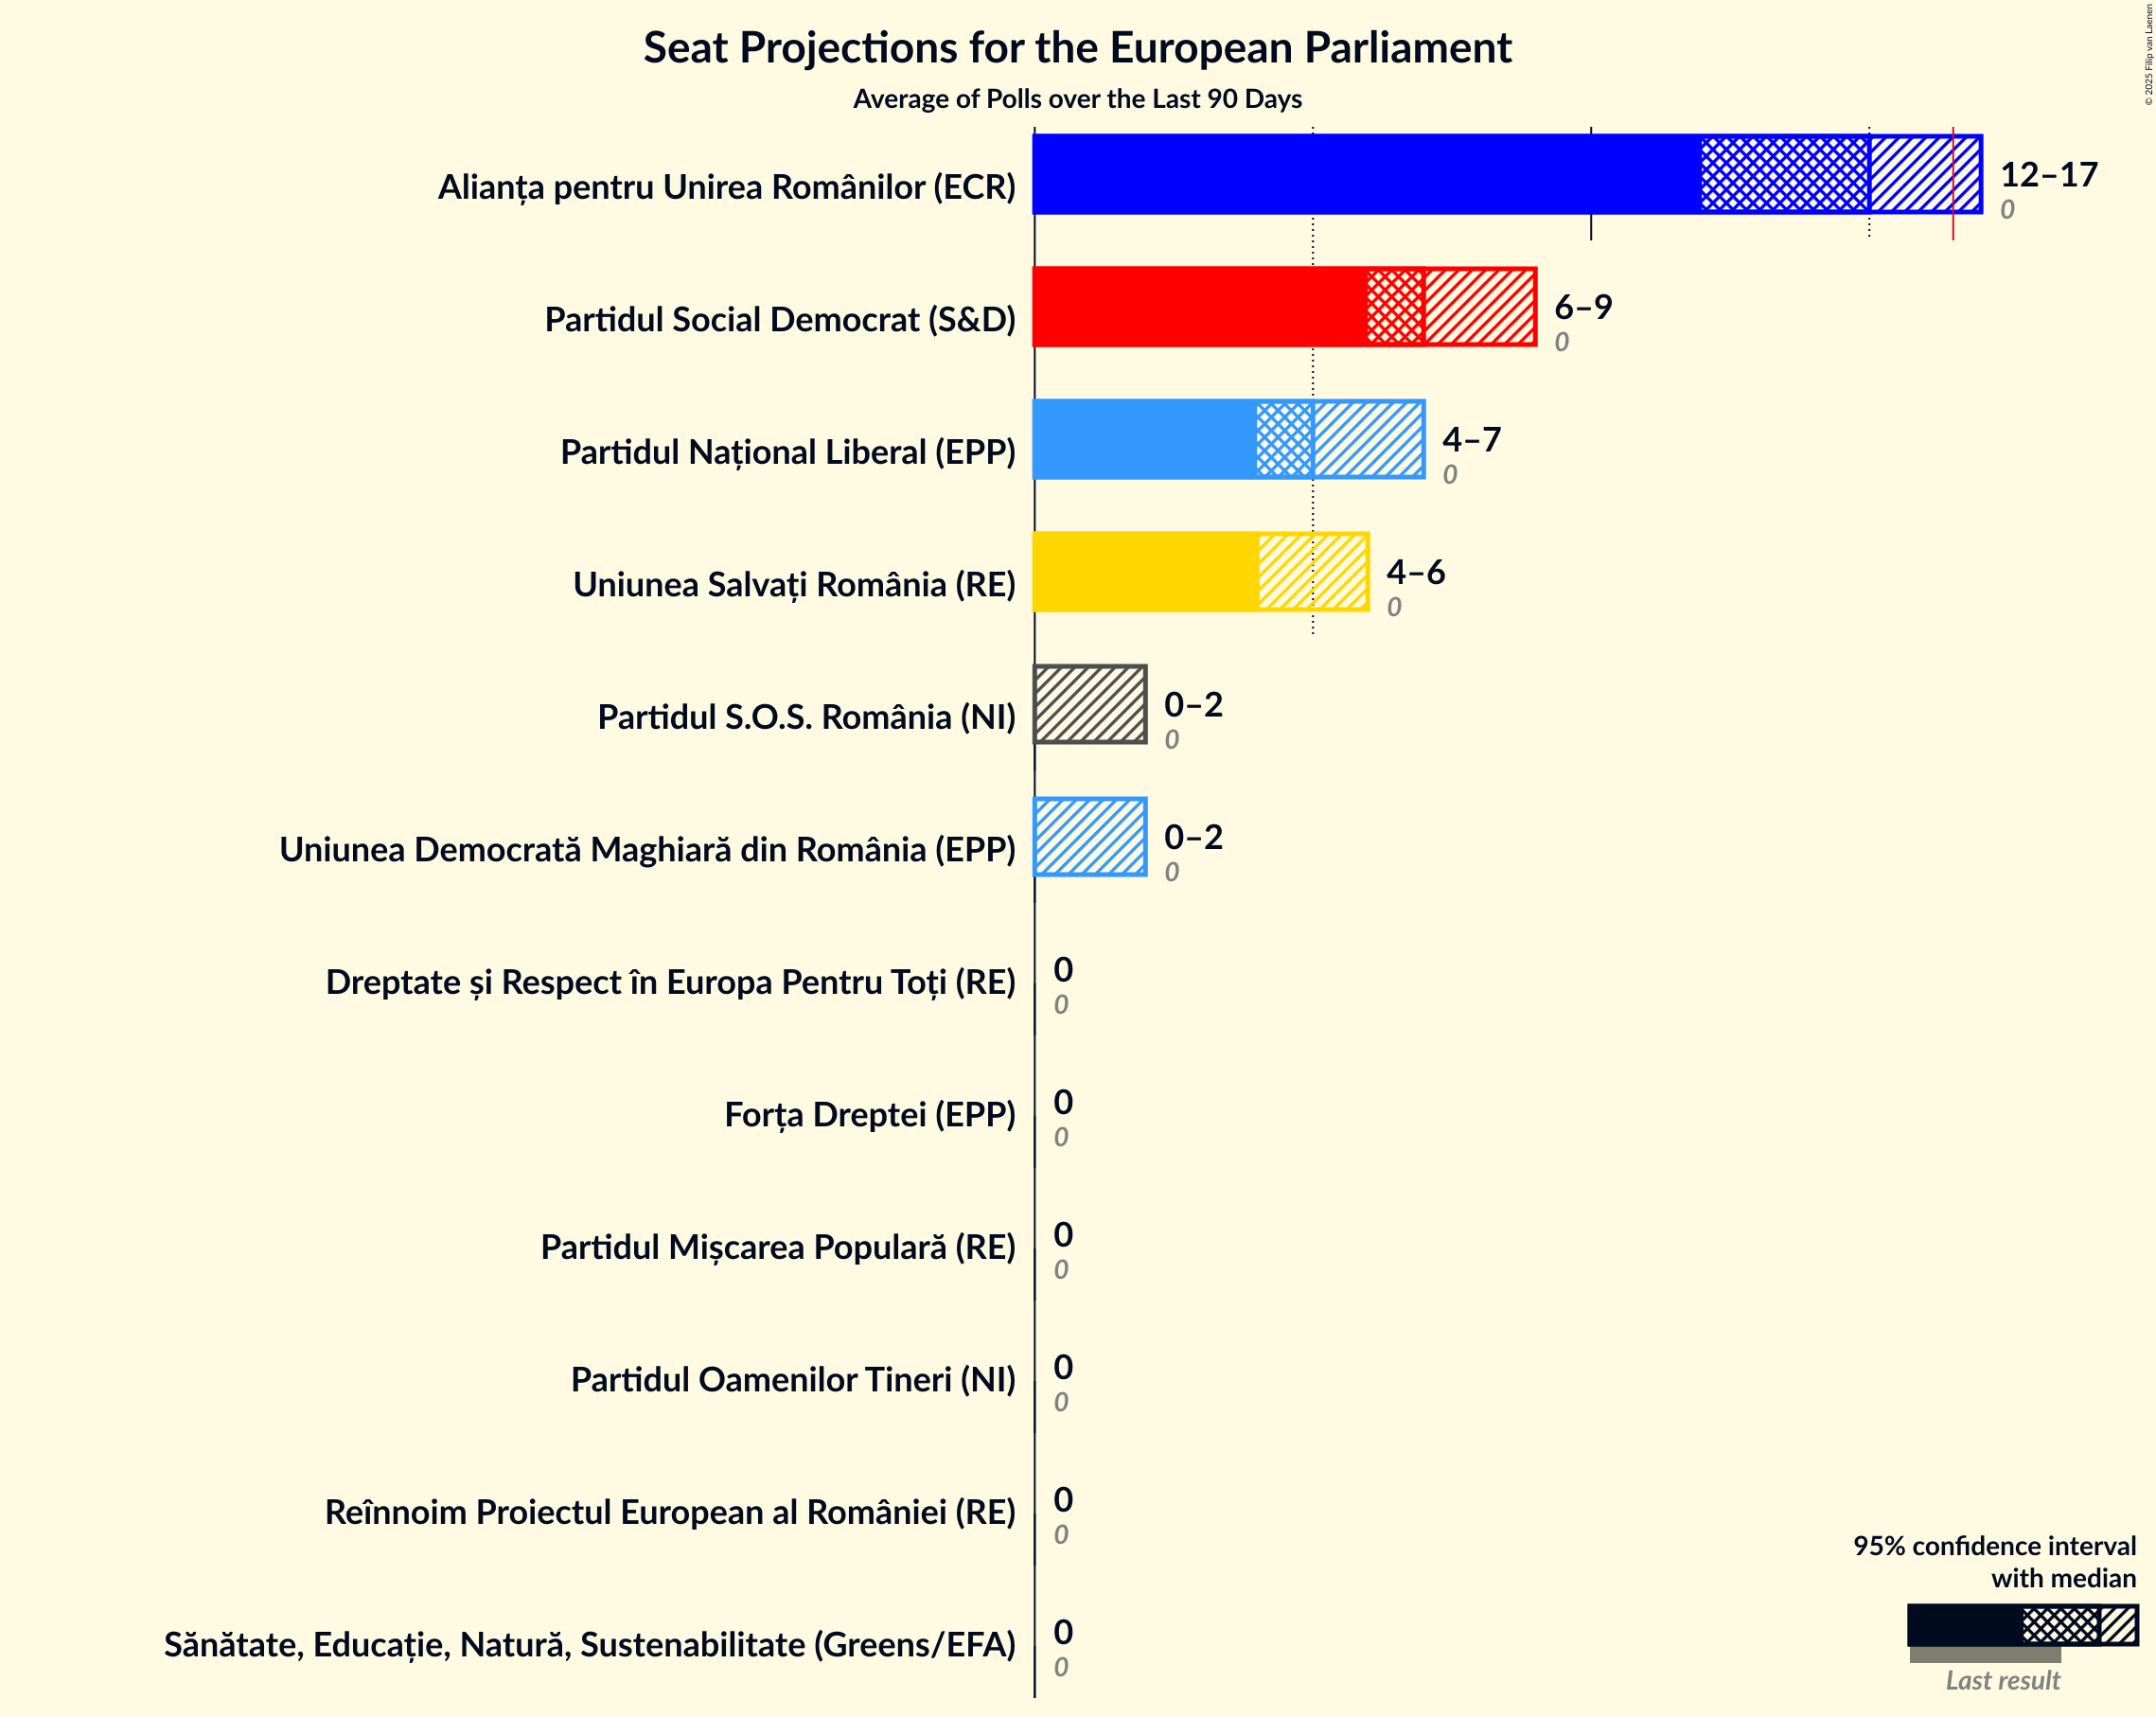 Seat Projections for the European Parliament
Average of Polls over the Last 90 Days
© 2025 Filip van Laenen
Alianța pentru Unirea Românilor (ECR)
12–17
0
Partidul Social Democrat (S&D)
6–9
0
Partidul Național Liberal (EPP)
4–7
0
Uniunea Salvați România (RE)
4–6
0
Partidul S.O.S. România (NI)
0–2
0
Uniunea Democrată Maghiară din România (EPP)
0–2
0
Dreptate și Respect în Europa Pentru Toți (RE)
0
0
Forța Dreptei (EPP)
0
0
Partidul Mișcarea Populară (RE)
0
0
Partidul Oamenilor Tineri (NI)
0
0
Reînnoim Proiectul European al României (RE)
0
0
Sănătate, Educație, Natură, Sustenabilitate (Greens/EFA)
0
0
95% confidence interval
with median
Last result